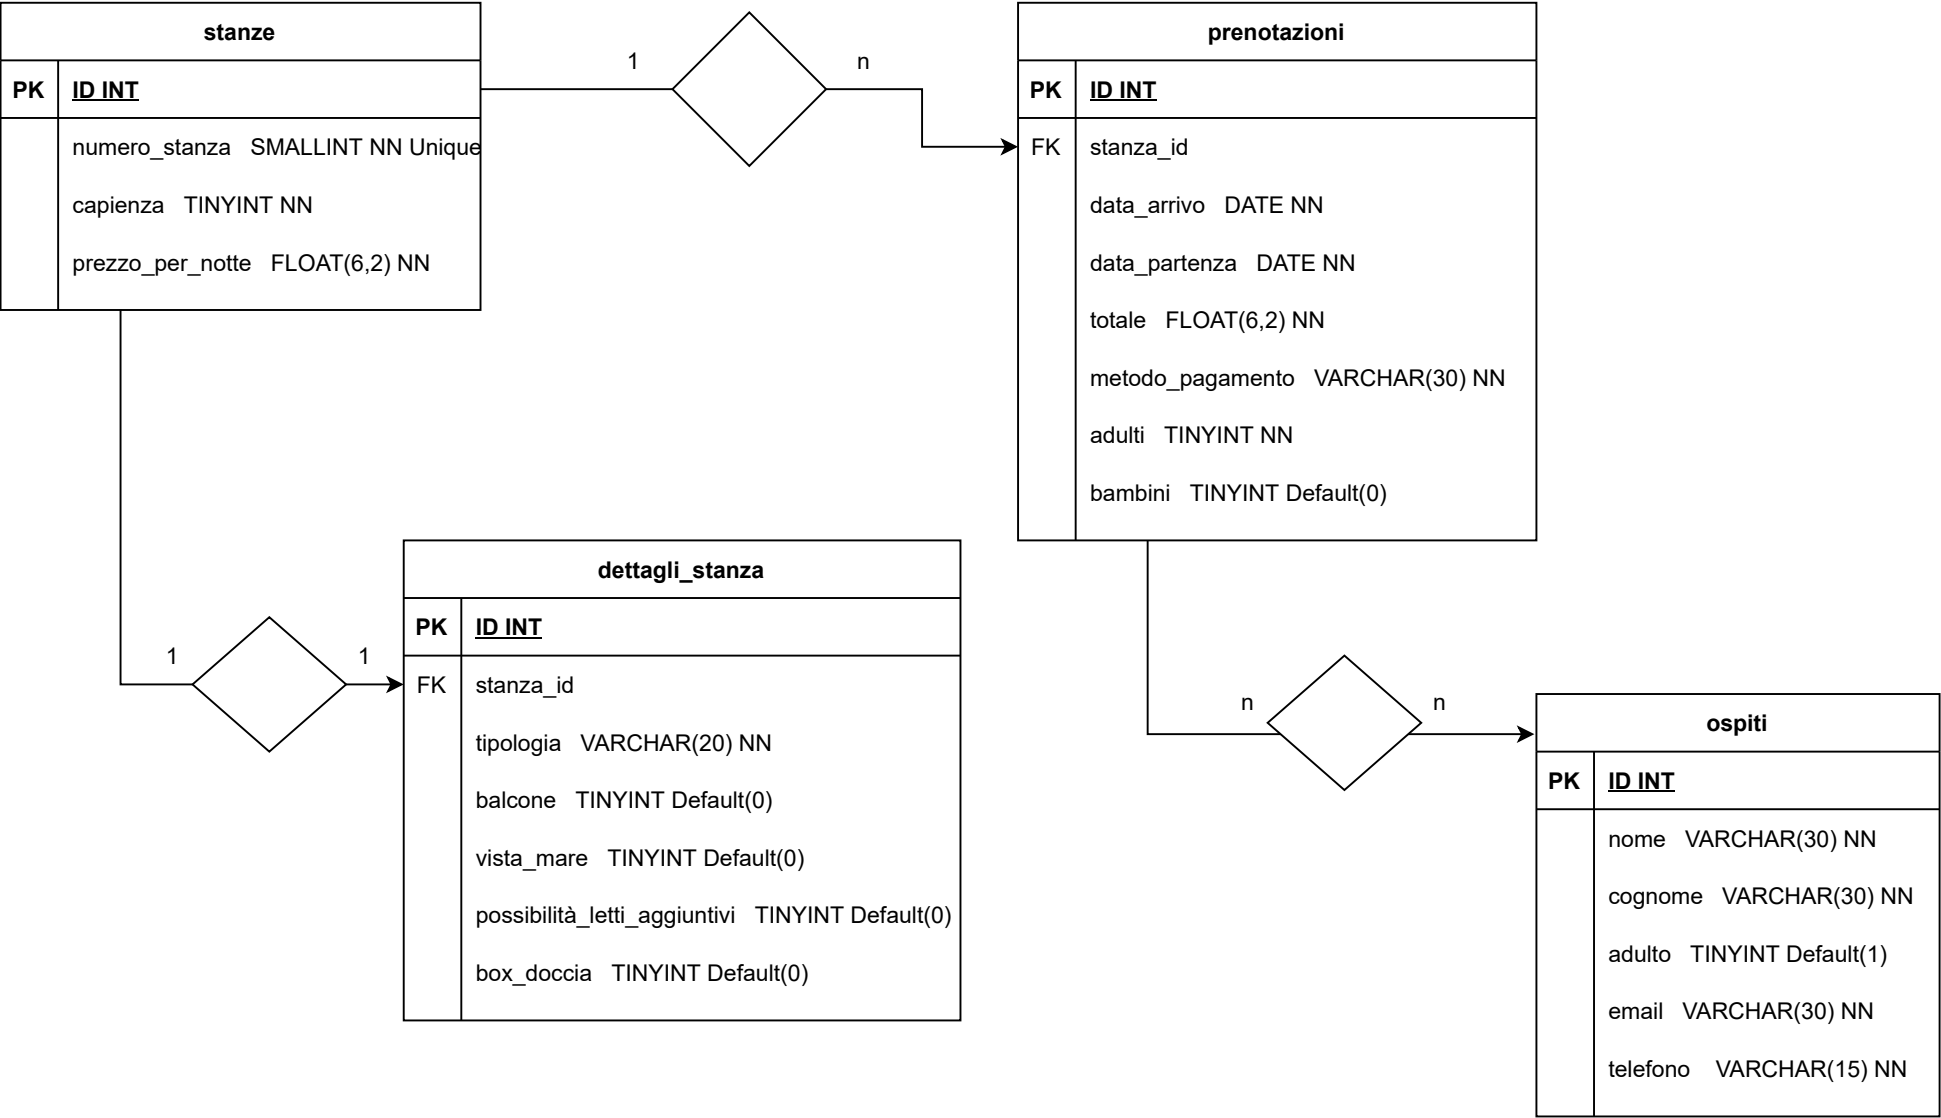 stanze
PK ID INT
numero_stanza SMALLINT NN Unique
capienza TINYINT NN
prezzo_per_notte FLOAT(6,2) NN
1
n
prenotazioni
PK ID INT
FK stanza_id
data_arrivo DATE NN
data_partenza DATE NN
totale FLOAT(6,2) NN
metodo_pagamento VARCHAR(30) NN
adulti TINYINT NN
bambini TINYINT Default(0)
1
1
dettagli_stanza
PK ID INT
FK stanza_id
tipologia VARCHAR(20) NN
balcone TINYINT Default(0)
vista_mare TINYINT Default(0)
possibilità_letti_aggiuntivi TINYINT Default(0)
box_doccia TINYINT Default(0)
n
n
ospiti
PK ID INT
nome VARCHAR(30) NN
cognome VARCHAR(30) NN
adulto TINYINT Default(1)
email VARCHAR(30) NN
telefono VARCHAR(15) NN